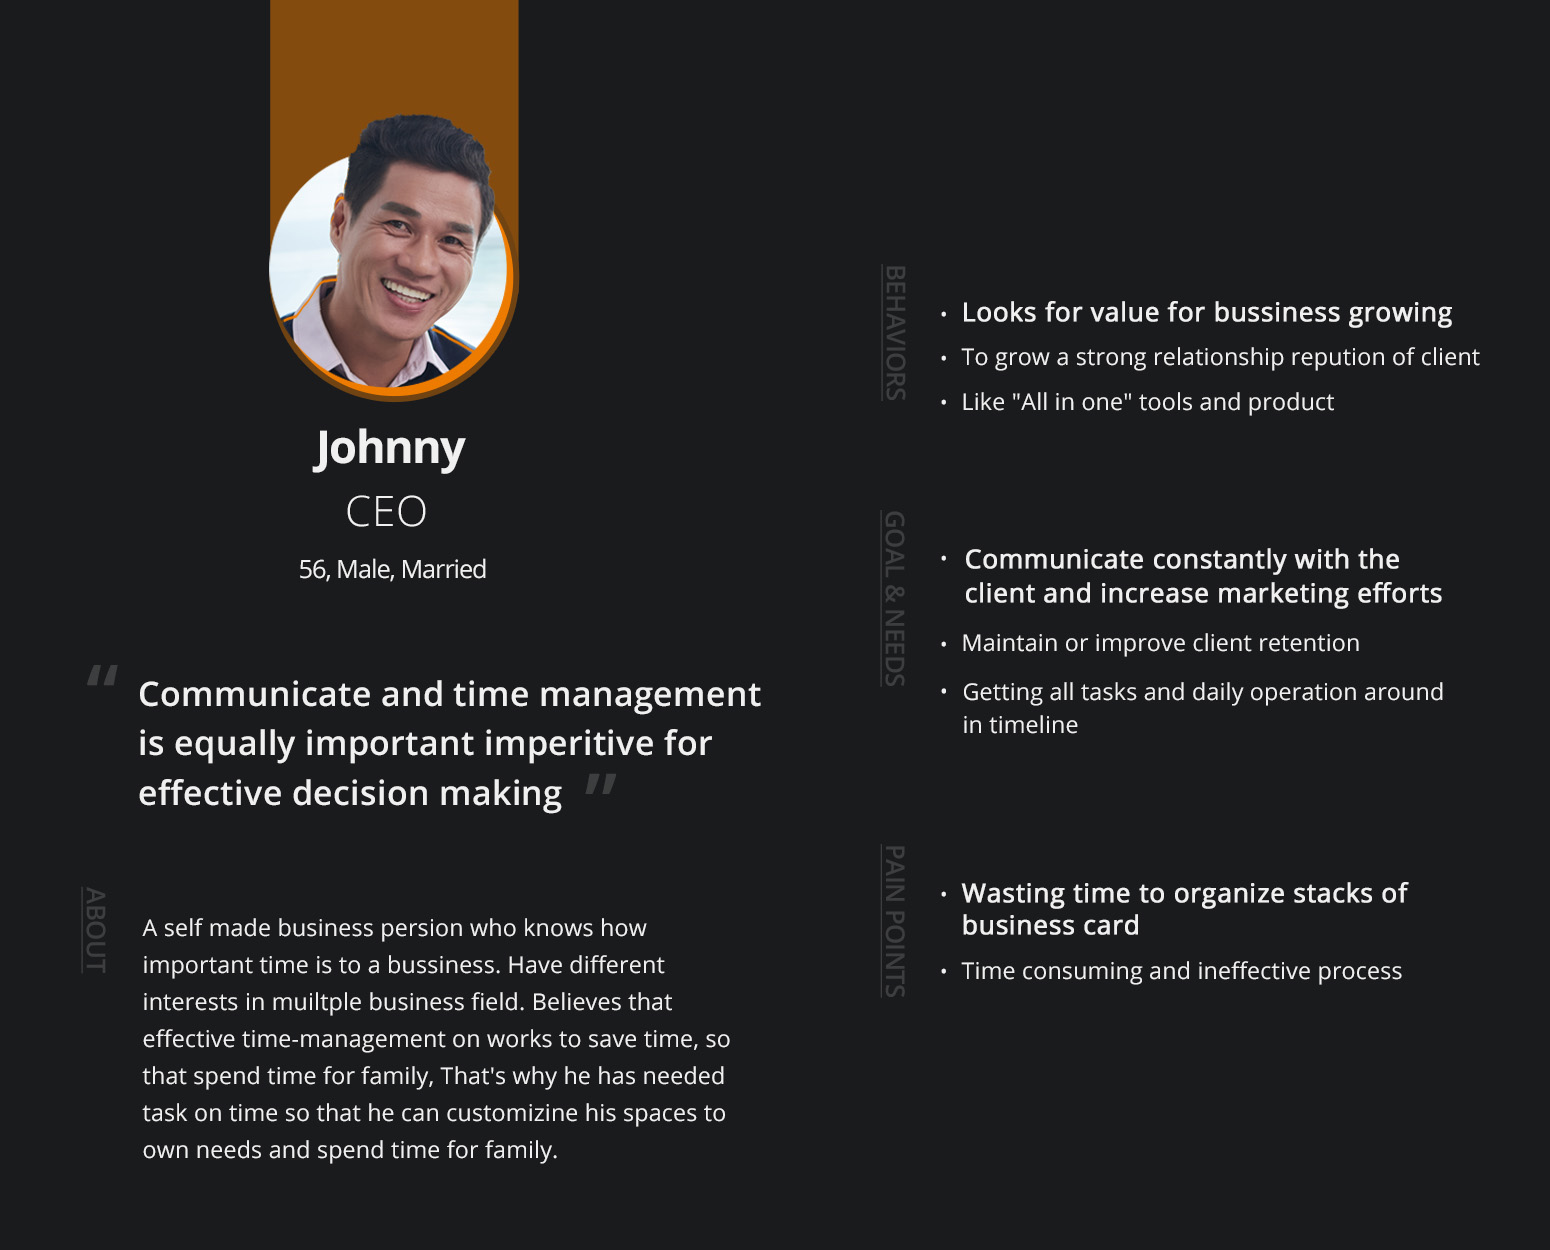 Johnny
CEO
56, Male, Married
“ Communicate and time management
is equally important imperitive for
effective decision making ”
ABOUT
A self made business persion who knows how
important time is to a bussiness. Have different
interests in muiltple business field. Believes that
effective time-management on works to save time, so
that spend time for family, That's why he has needed
task on time so that he can customizine his spaces to
own needs and spend time for family.
BEHAVIORS
• Looks for value for bussiness growing
• To grow a strong relationship repution of client
• Like "All in one" tools and product
GOAL & NEEDS
• Communicate constantly with the
client and increase marketing efforts
• Maintain or improve client retention
• Getting all tasks and daily operation around
in timeline
PAIN POINTS
• Wasting time to organize stacks of
business card
• Time consuming and ineffective process